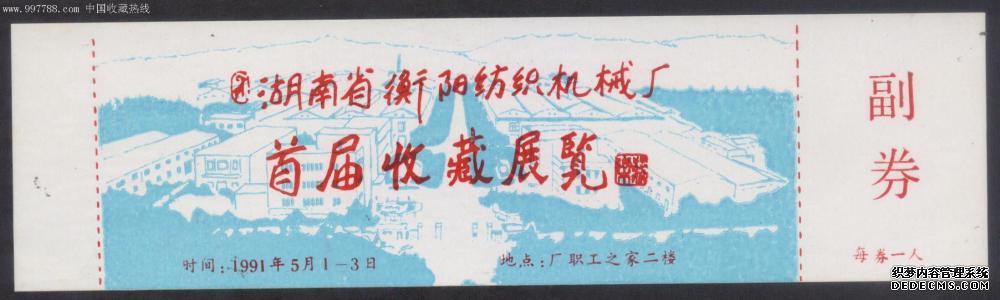 www.997788.com 中国收藏热线
湖南省衡阳纺织机械厂
首届收藏展览
时间:1991年5月1-3日
地点:厂职工之家二楼
副券
每券一人
织梦内容管理系统
DEDECMS.COM